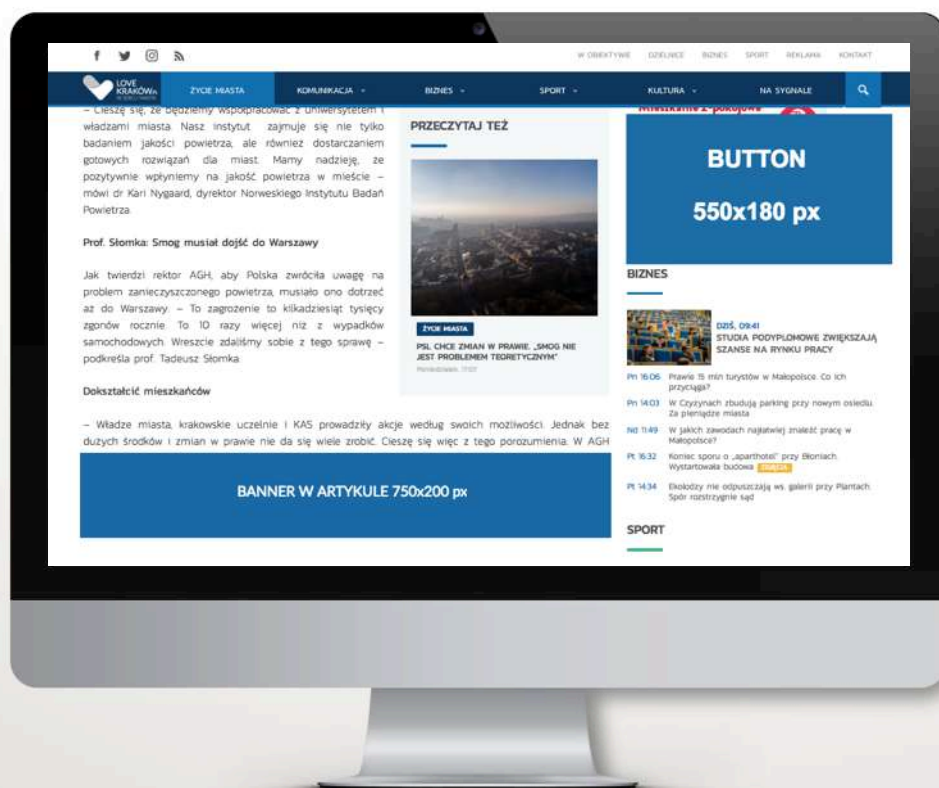 W OBIEKTYWIE DZIELNICE BIZNES SPORT REKLAMA KONTAKT
LOVE
KRAKÓW.pl
ŻYCIE MIASTA KOMUNIKACJA BIZNES SPORT KULTURA NA SYGNALE
– Cieszę się, że będziemy współpracować z uniwersytetem i
władzami miasta. Nasz instytut zajmuje się nie tylko
badaniem jakości powietrza, ale również dostarczaniem
gotowych rozwiązań dla miast. Mamy nadzieję, że
pozytywnie wpłyniemy na jakość powietrza w mieście –
mówi dr Kari Nygaard, dyrektor Norweskiego Instytutu Badań
Powietrza.
Prof. Słomka: Smog musiał dojść do Warszawy
Jak twierdzi rektor AGH, aby Polska zwróciła uwagę na
problem zanieczyszczonego powietrza, musiało ono dotrzeć
aż do Warszawy. – To zagrożenie to kilkadziesiąt tysięcy
zgonów rocznie. To 10 razy więcej niż z wypadków
samochodowych. Wreszcie zdaliśmy sobie z tego sprawę –
podkreśla prof. Tadeusz Słomka.
Dokształcić mieszkańców
– Władze miasta, krakowskie uczelnie i KAS prowadziły akcje według swoich możliwości. Jednak bez
dużych środków i zmian w prawie nie da się wiele zrobić. Cieszę się więc z tego porozumienia. W AGH
BANNER W ARTYKULE 750x200 px
PRZECZYTAJ TEŻ
ŻYCIE MIASTA
PSL CHCE ZMIAN W PRAWIE. „SMOG NIE
JEST PROBLEMEM TEORETYCZNYM”
Poniedziałek, 17:07
Mieszkanie 2-pokojowe
BUTTON
550x180 px
BIZNES
DZIŚ, 09:41
STUDIA PODYPLOMOWE ZWIĘKSZAJĄ
SZANSE NA RYNKU PRACY
Pn 16:06 Prawie 15 mln turystów w Małopolsce. Co ich
przyciąga?
Pn 14:03 W Czyżynach zbudują parking przy nowym osiedlu.
Za pieniądze miasta
Nd 11:49 W jakich zawodach najłatwiej znaleźć pracę w
Małopolsce?
Pt 16:32 Koniec sporu o „aparthotel” przy Błoniach.
Wystartowała budowa ZDJĘCIA
Pt 14:34 Ekolodzy nie odpuszczają ws. galerii przy Plantach.
Spór rozstrzygnie sąd
SPORT